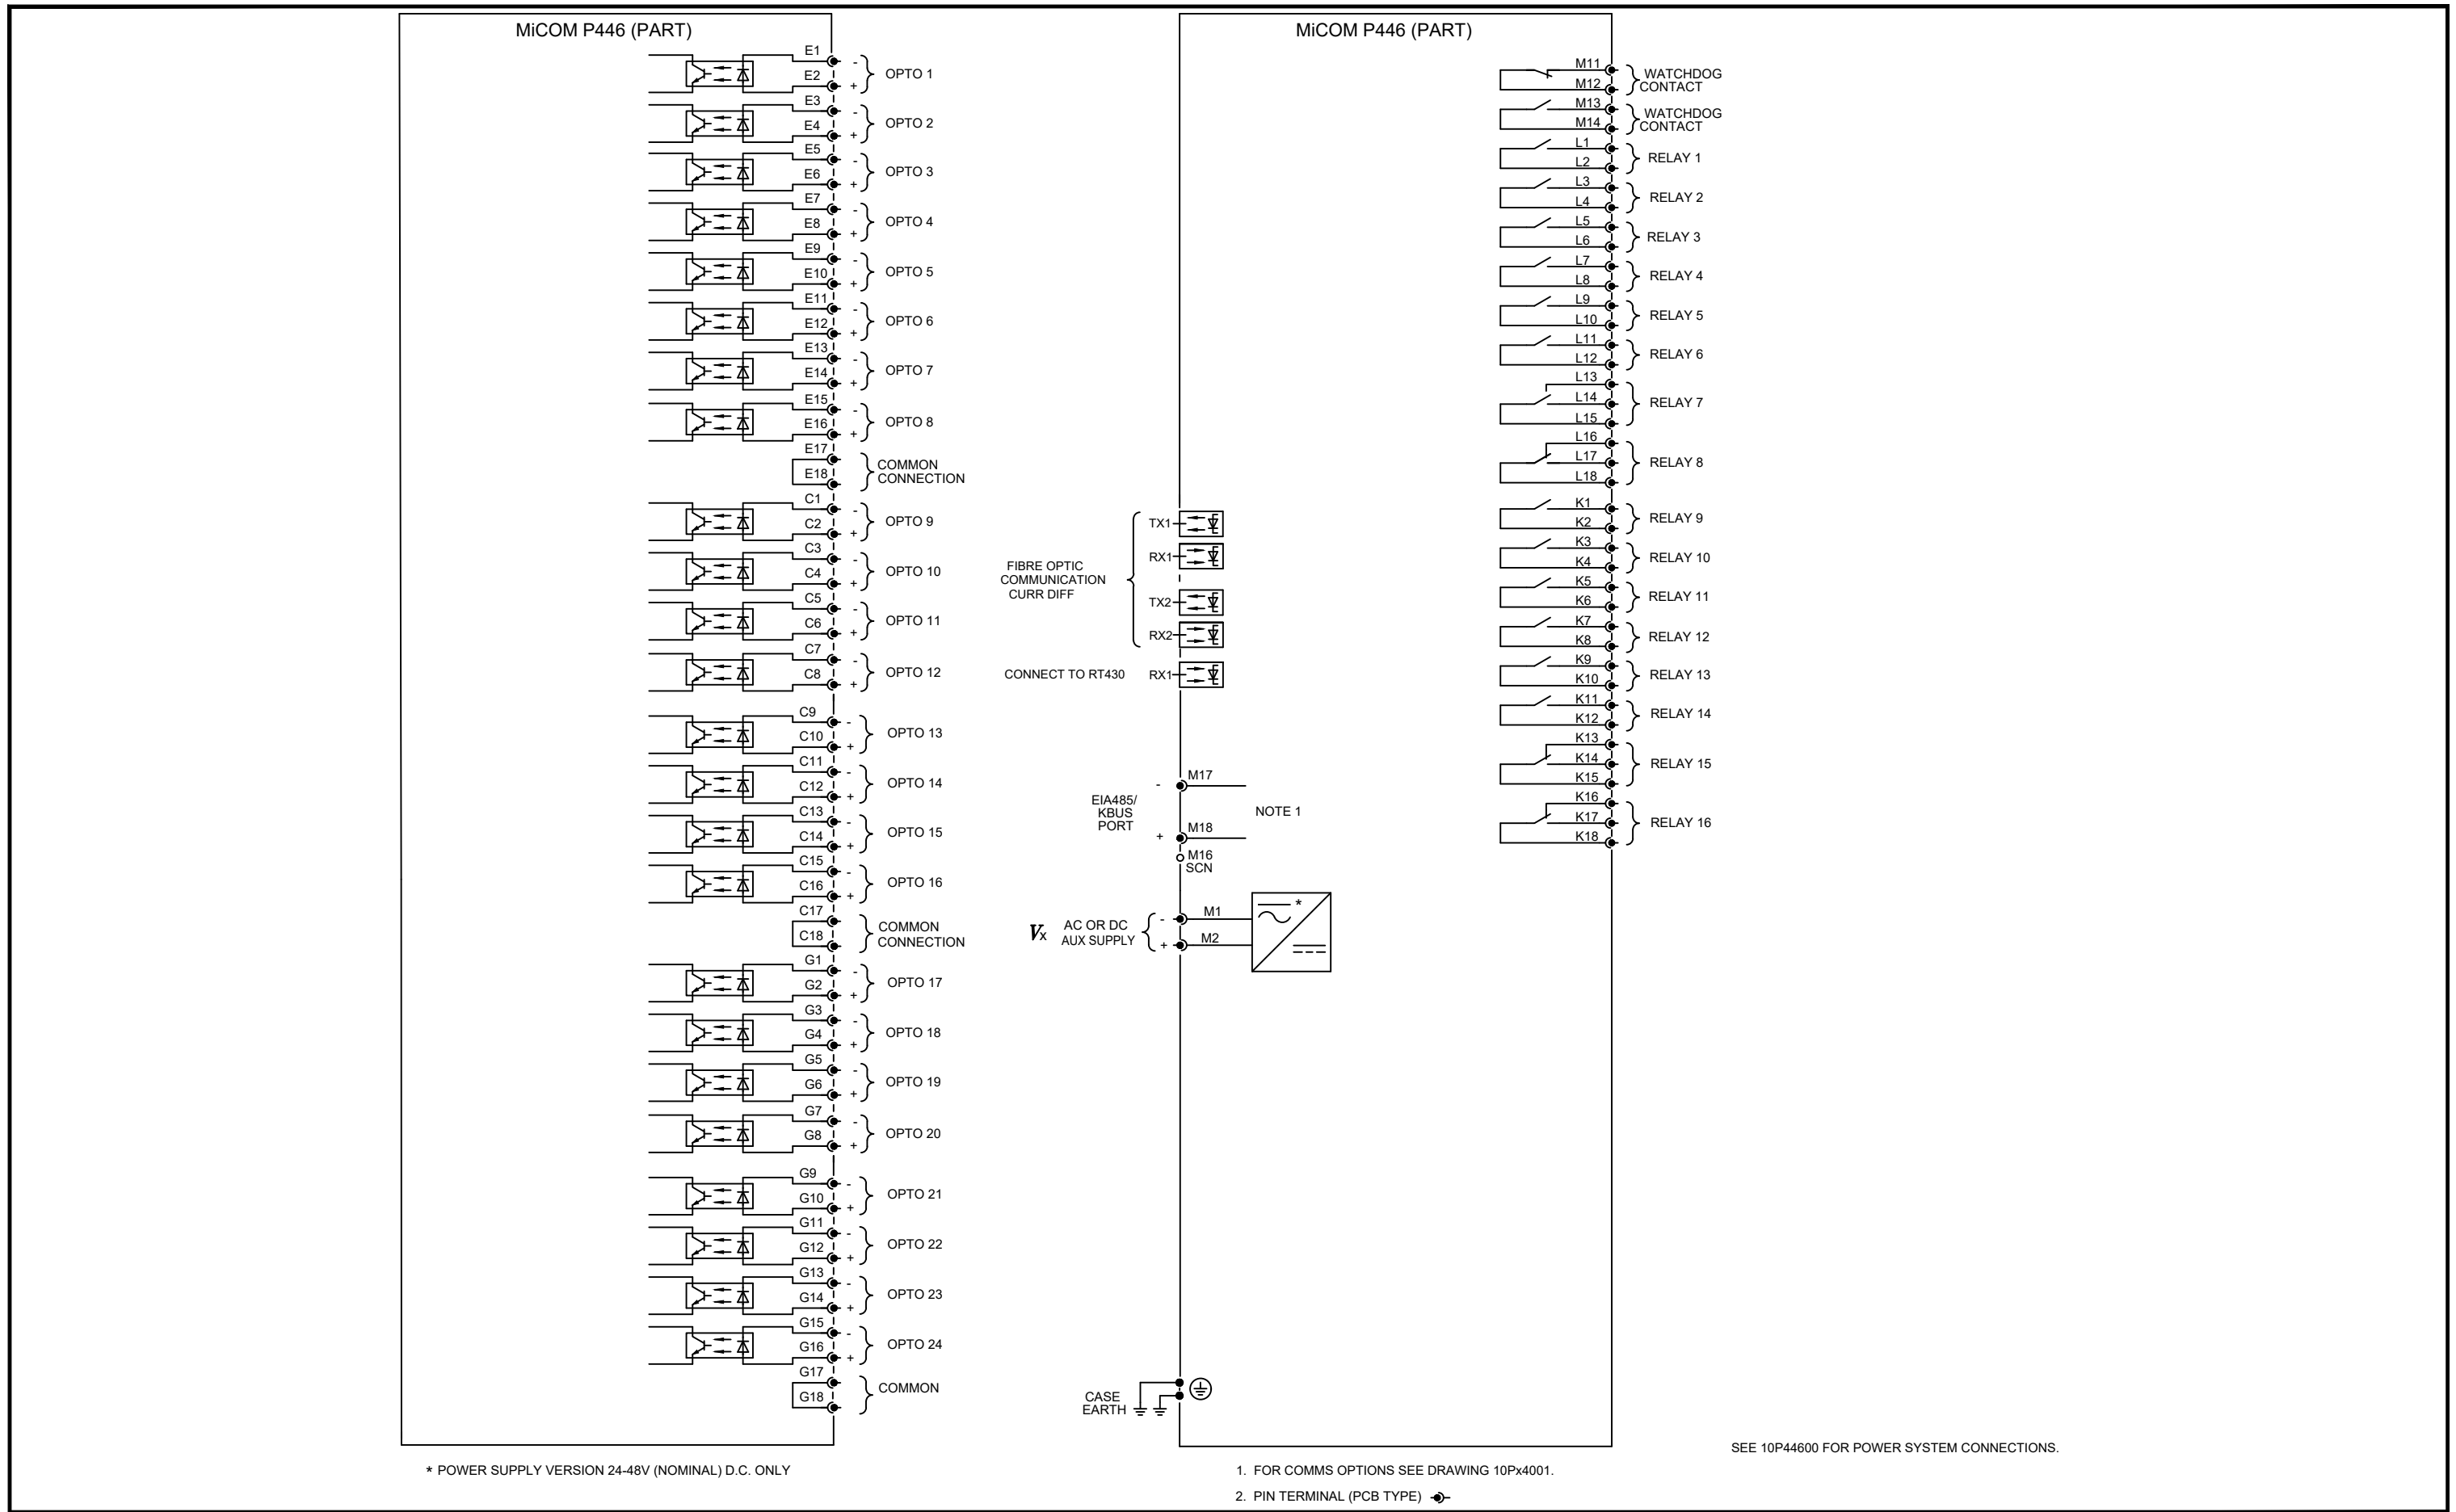 MiCOM P446 (PART)
E1
-
E2
+
OPTO 1
E3
-
E4
+
OPTO 2
E5
-
E6
+
OPTO 3
E7
-
E8
+
OPTO 4
E9
-
E10
+
OPTO 5
E11
-
E12
+
OPTO 6
E13
-
E14
+
OPTO 7
E15
-
E16
+
OPTO 8
E17
E18
COMMON
CONNECTION
C1
-
C2
+
OPTO 9
C3
-
C4
+
OPTO 10
C5
-
C6
+
OPTO 11
C7
-
C8
+
OPTO 12
C9
-
C10
+
OPTO 13
C11
-
C12
+
OPTO 14
C13
-
C14
+
OPTO 15
C15
-
C16
+
OPTO 16
C17
C18
COMMON
CONNECTION
G1
-
G2
+
OPTO 17
G3
-
G4
+
OPTO 18
G5
-
G6
+
OPTO 19
G7
-
G8
+
OPTO 20
G9
-
G10
+
OPTO 21
G11
-
G12
+
OPTO 22
G13
-
G14
+
OPTO 23
G15
-
G16
+
OPTO 24
G17
G18
COMMON
* POWER SUPPLY VERSION 24-48V (NOMINAL) D.C. ONLY
MiCOM P446 (PART)
FIBRE OPTIC
COMMUNICATION
CURR DIFF
TX1
RX1
TX2
RX2
CONNECT TO RT430
RX1
EIA485/
KBUS
PORT
-
M17
+
M18
NOTE 1
M16
SCN
Vx
AC OR DC
AUX SUPPLY
-
M1
+
M2
*
CASE
EARTH
M11
M12
WATCHDOG
CONTACT
M13
M14
WATCHDOG
CONTACT
L1
L2
RELAY 1
L3
L4
RELAY 2
L5
L6
RELAY 3
L7
L8
RELAY 4
L9
L10
RELAY 5
L11
L12
RELAY 6
L13
L14
L15
RELAY 7
L16
L17
L18
RELAY 8
K1
K2
RELAY 9
K3
K4
RELAY 10
K5
K6
RELAY 11
K7
K8
RELAY 12
K9
K10
RELAY 13
K11
K12
RELAY 14
K13
K14
K15
RELAY 15
K16
K17
K18
RELAY 16
1. FOR COMMS OPTIONS SEE DRAWING 10Px4001.
2. PIN TERMINAL (PCB TYPE)
SEE 10P44600 FOR POWER SYSTEM CONNECTIONS.